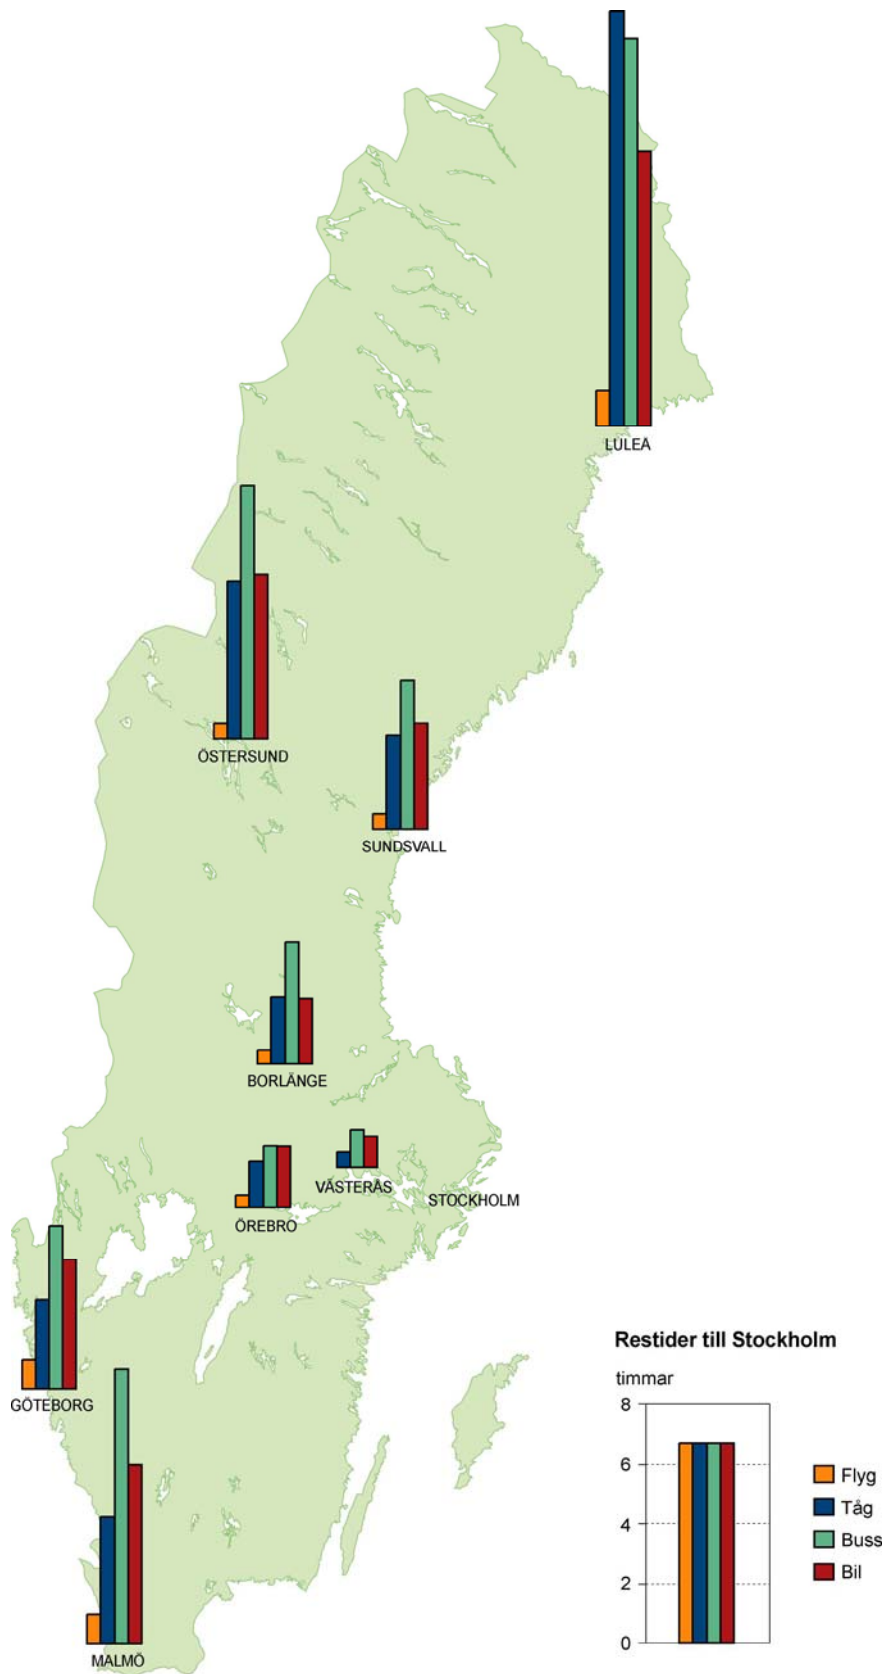 LULEÅ
ÖSTERSUND
SUNDSVALL
BORLÄNGE
VÄSTERÅS
STOCKHOLM
ÖREBRO
GÖTEBORG
MALMÖ
Restider till Stockholm
timmar
8
6
4
2
0
Flyg
Tåg
Buss
Bil